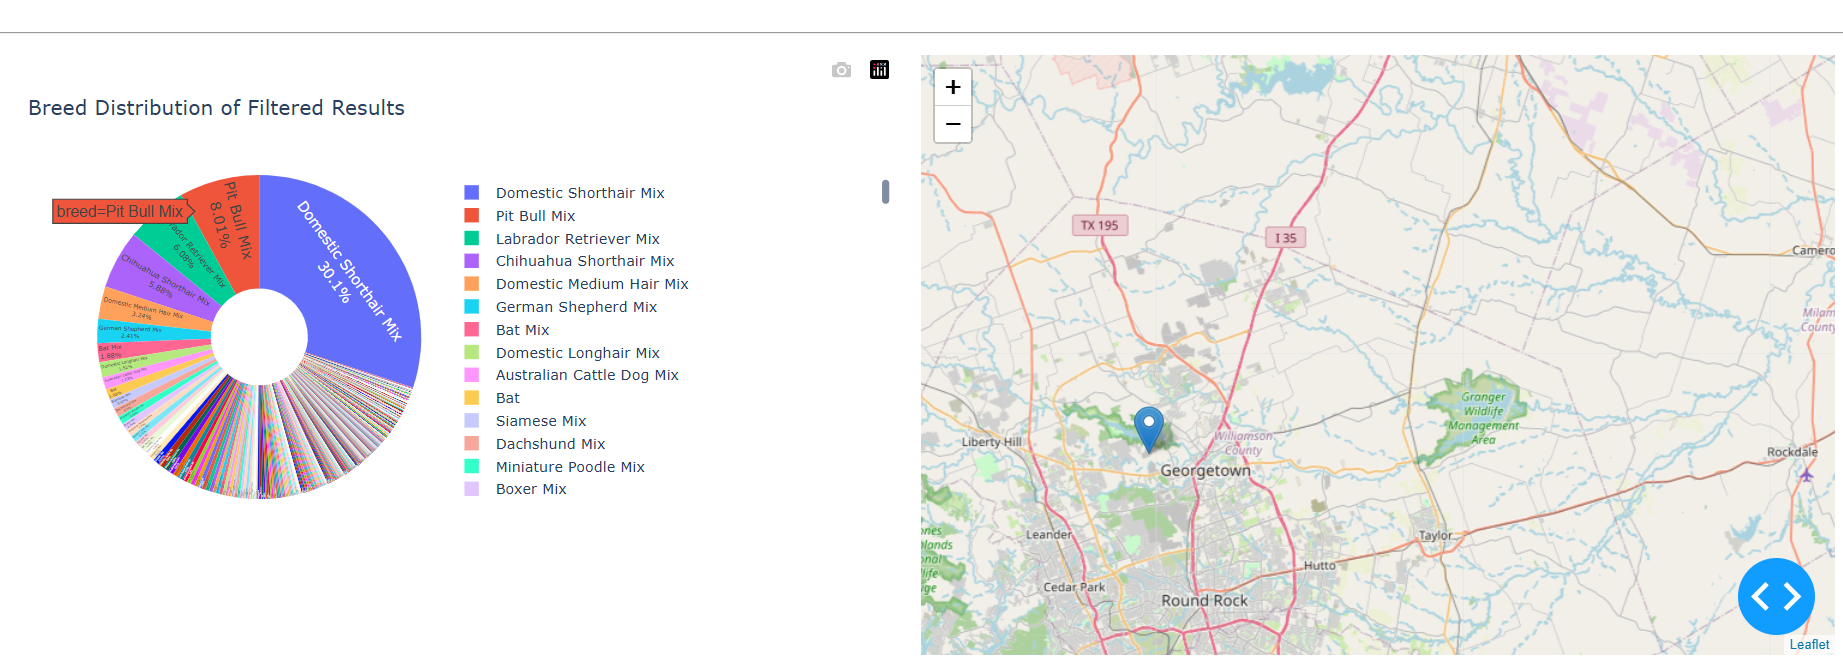 Breed Distribution of Filtered Results
breed=Pit Bull Mix
Pit Bull Mix
8.01%
Domestic Shorthair Mix
30.1%
Retriever Mix
6.08%
Chihuahua Shorthair Mix
5.88%
Domestic Medium Hair Mix
3.24%
German Shepherd Mix
2.41%
Bat Mix
1.88%
Domestic Shorthair Mix
Pit Bull Mix
Labrador Retriever Mix
Chihuahua Shorthair Mix
Domestic Medium Hair Mix
German Shepherd Mix
Bat Mix
Domestic Longhair Mix
Australian Cattle Dog Mix
Bat
Siamese Mix
Dachshund Mix
Miniature Poodle Mix
Boxer Mix
+
−
TX 195
I 35
Camero
Milam
County
Granger
Wildlife
Management
Area
Liberty Hill
Williamson
County
Georgetown
Rockdale
Leander
Taylor
Hutto
Cedar Park
Round Rock
Leaflet